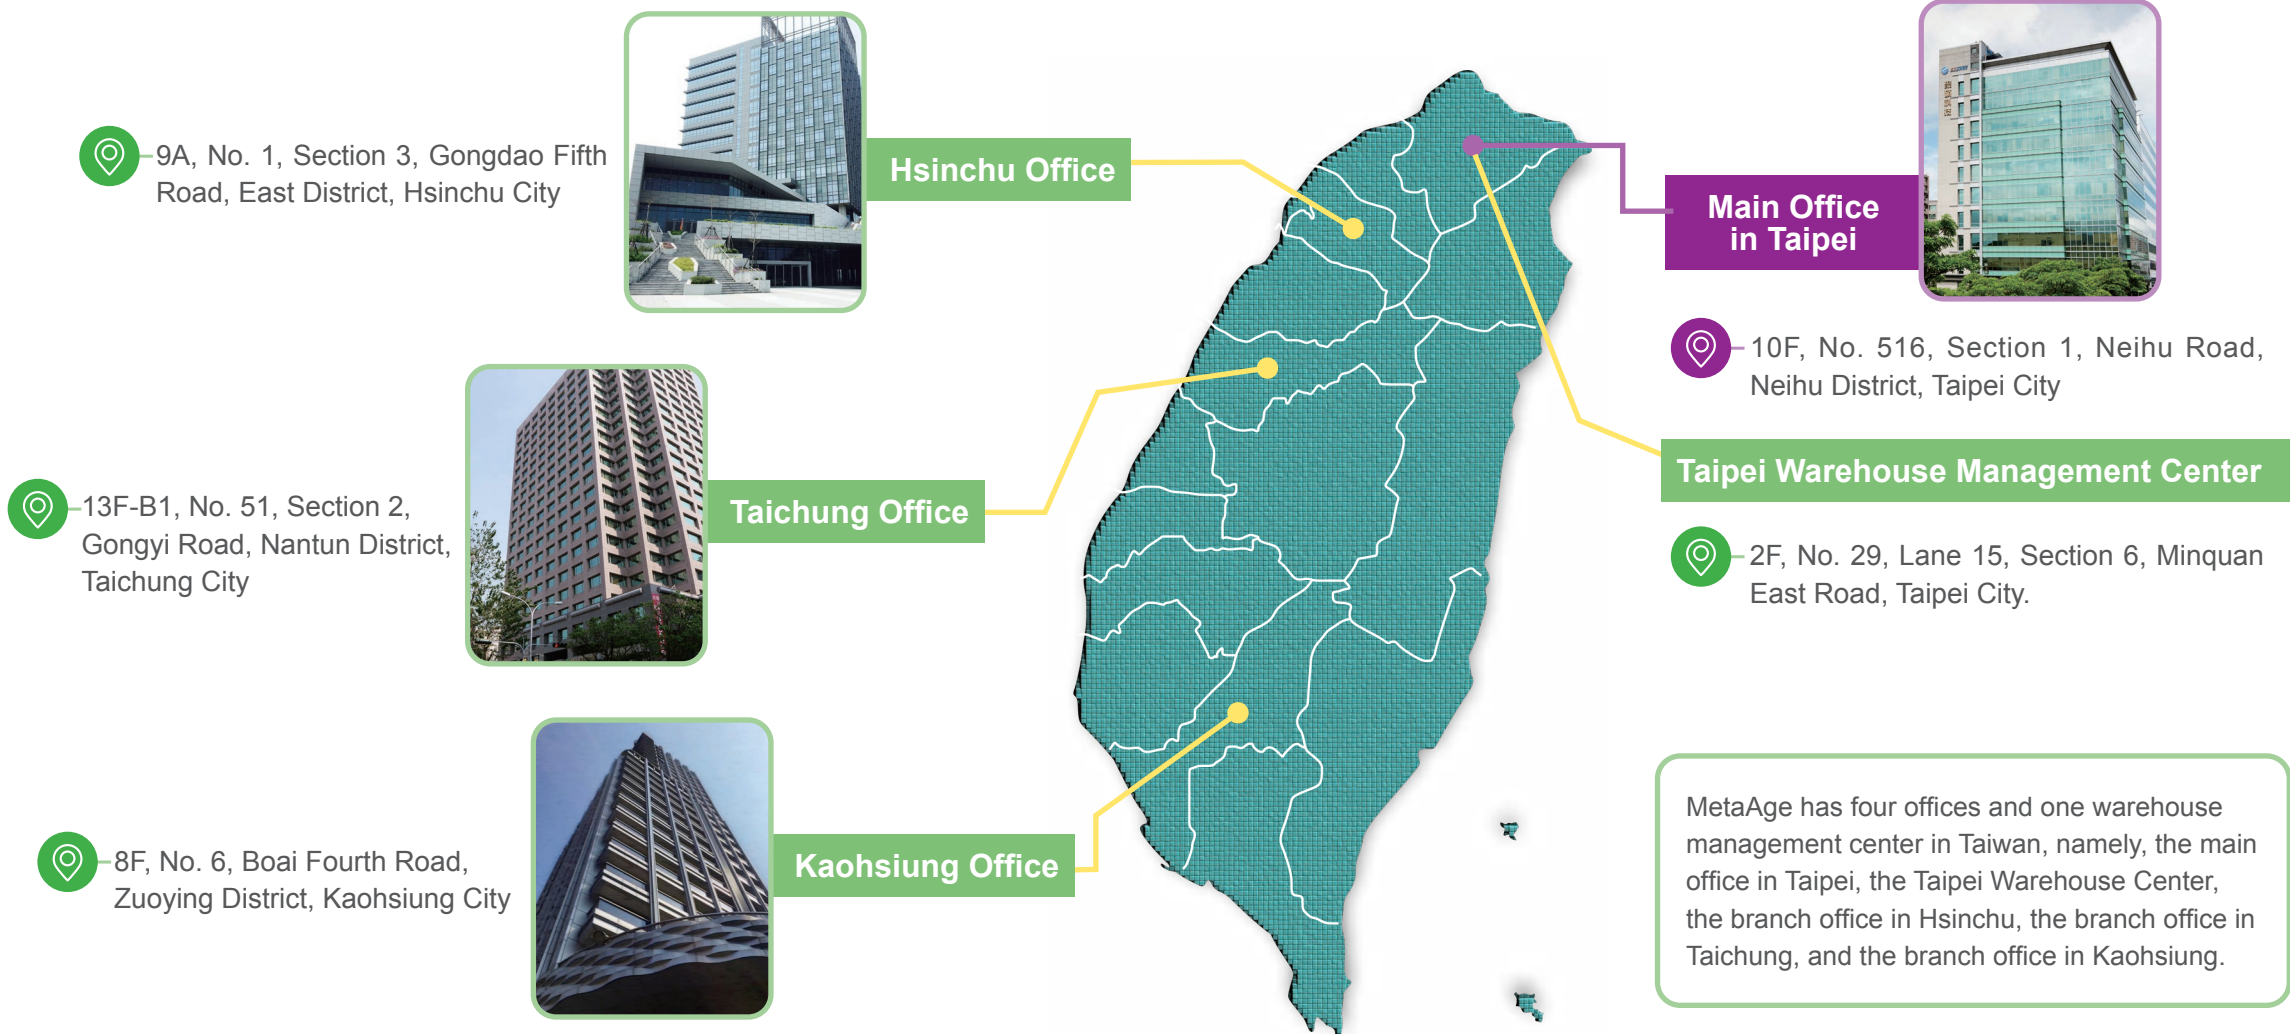 9A, No. 1, Section 3, Gongdao Fifth
Road, East District, Hsinchu City
Hsinchu Office
Main Office
in Taipei
10F, No. 516, Section 1, Neihu Road,
Neihu District, Taipei City
Taipei Warehouse Management Center
2F, No. 29, Lane 15, Section 6, Minquan
East Road, Taipei City.
13F-B1, No. 51, Section 2,
Gongyi Road, Nantun District,
Taichung City
Taichung Office
8F, No. 6, Boai Fourth Road,
Zuoying District, Kaohsiung City
Kaohsiung Office
MetaAge has four offices and one warehouse
management center in Taiwan, namely, the main
office in Taipei, the Taipei Warehouse Center,
the branch office in Hsinchu, the branch office in
Taichung, and the branch office in Kaohsiung.